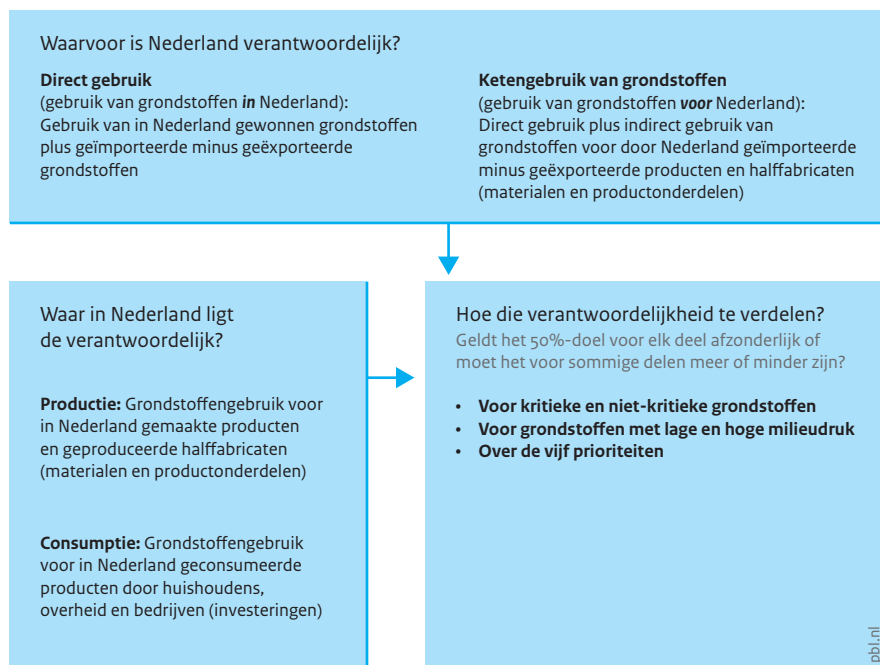 Waarvoor is Nederland verantwoordelijk?
Direct gebruik
(gebruik van grondstoffen in Nederland):
Gebruik van in Nederland gewonnen grondstoffen
plus geïmporteerde minus geëxporteerde
grondstoffen
Ketengebruik van grondstoffen
(gebruik van grondstoffen voor Nederland):
Direct gebruik plus indirect gebruik van
grondstoffen voor door Nederland geïmporteerde
minus geëxporteerde producten en halffabricaten
(materialen en productonderdelen)
Waar in Nederland ligt
de verantwoordelijk?
Productie: Grondstoffengebruik voor
in Nederland gemaakte producten
en geproduceerde halffabricaten
(materialen en productonderdelen)
Consumptie: Grondstoffengebruik
voor in Nederland geconsumeerde
producten door huishoudens,
overheid en bedrijven (investeringen)
Hoe die verantwoordelijkheid te verdelen?
Geldt het 50%-doel voor elk deel afzonderlijk of
moet het voor sommige delen meer of minder zijn?
• Voor kritieke en niet-kritieke grondstoffen
• Voor grondstoffen met lage en hoge milieudruk
• Over de vijf prioriteiten
pbl.nl